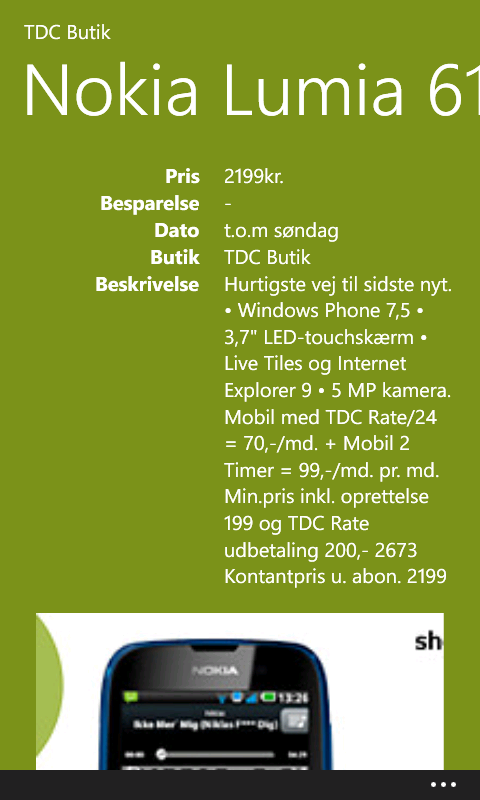 TDC Butik
Nokia Lumia 61
Pris 2199kr.
Besparelse -
Dato t.o.m søndag
Butik TDC Butik
Beskrivelse Hurtigste vej til sidste nyt.
• Windows Phone 7,5 •
3,7" LED-touchskærm •
Live Tiles og Internet
Explorer 9 • 5 MP kamera.
Mobil med TDC Rate/24
= 70,-/md. + Mobil 2
Timer = 99,-/md. pr. md.
Min.pris inkl. oprettelse
199 og TDC Rate
udbetaling 200,- 2673
Kontantpris u. abon. 2199
sh
NOKIA
13:26
Ikke Mer' Mig (Niklas F*** Dig)